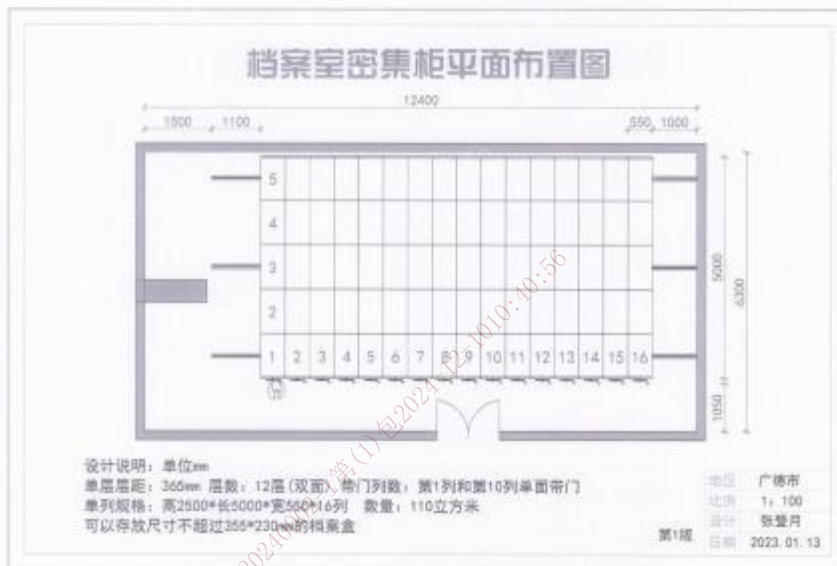 档案室密集柜平面布置图
12400
1500 1100 550 1000
5
4
3
2
1 2 3 4 5 6 7 8 9 10 11 12 13 14 15 16
5000
6300
1050
设计说明：单位mm
单层层距：365mm 层数：12层(双面) 带门列数：第1列和第10列单面带门
单列规格：高2500*长5000*宽550*16列 数量：110立方米
可以存放尺寸不超过355*230mm的档案盒
第1版
地区 广德市
比例 1：100
设计 张登月
日期 2023.01.13